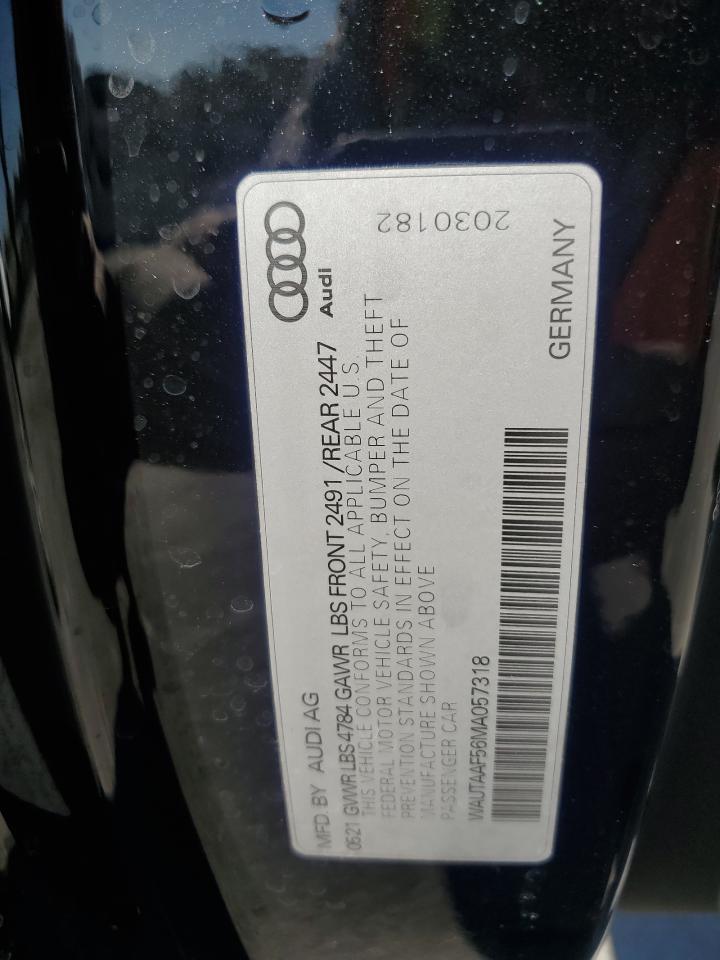 MFD BY AUDI AG
0521 GVWR LBS 4784 GAWR LBS FRONT 2491 /REAR 2447
THIS VEHICLE CONFORMS TO ALL APPLICABLE U.S.
FEDERAL MOTOR VEHICLE SAFETY, BUMPER AND THEFT
PREVENTION STANDARDS IN EFFECT ON THE DATE OF
MANUFACTURE SHOWN ABOVE
PASSENGER CAR
WAUTAAF56MA057318
Audi
2030182
GERMANY